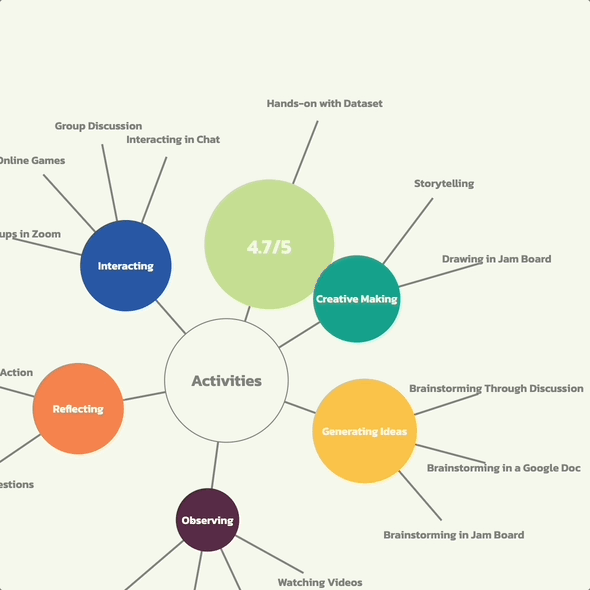 Hands-on with Dataset
Group Discussion
Interacting in Chat
Online Games
Storytelling
ups in Zoom
4.7/5
Drawing in Jam Board
Interacting
Creative Making
Action
Activities
Brainstorming Through Discussion
Reflecting
Generating Ideas
Brainstorming in a Google Doc
estions
Observing
Brainstorming in Jam Board
Watching Videos